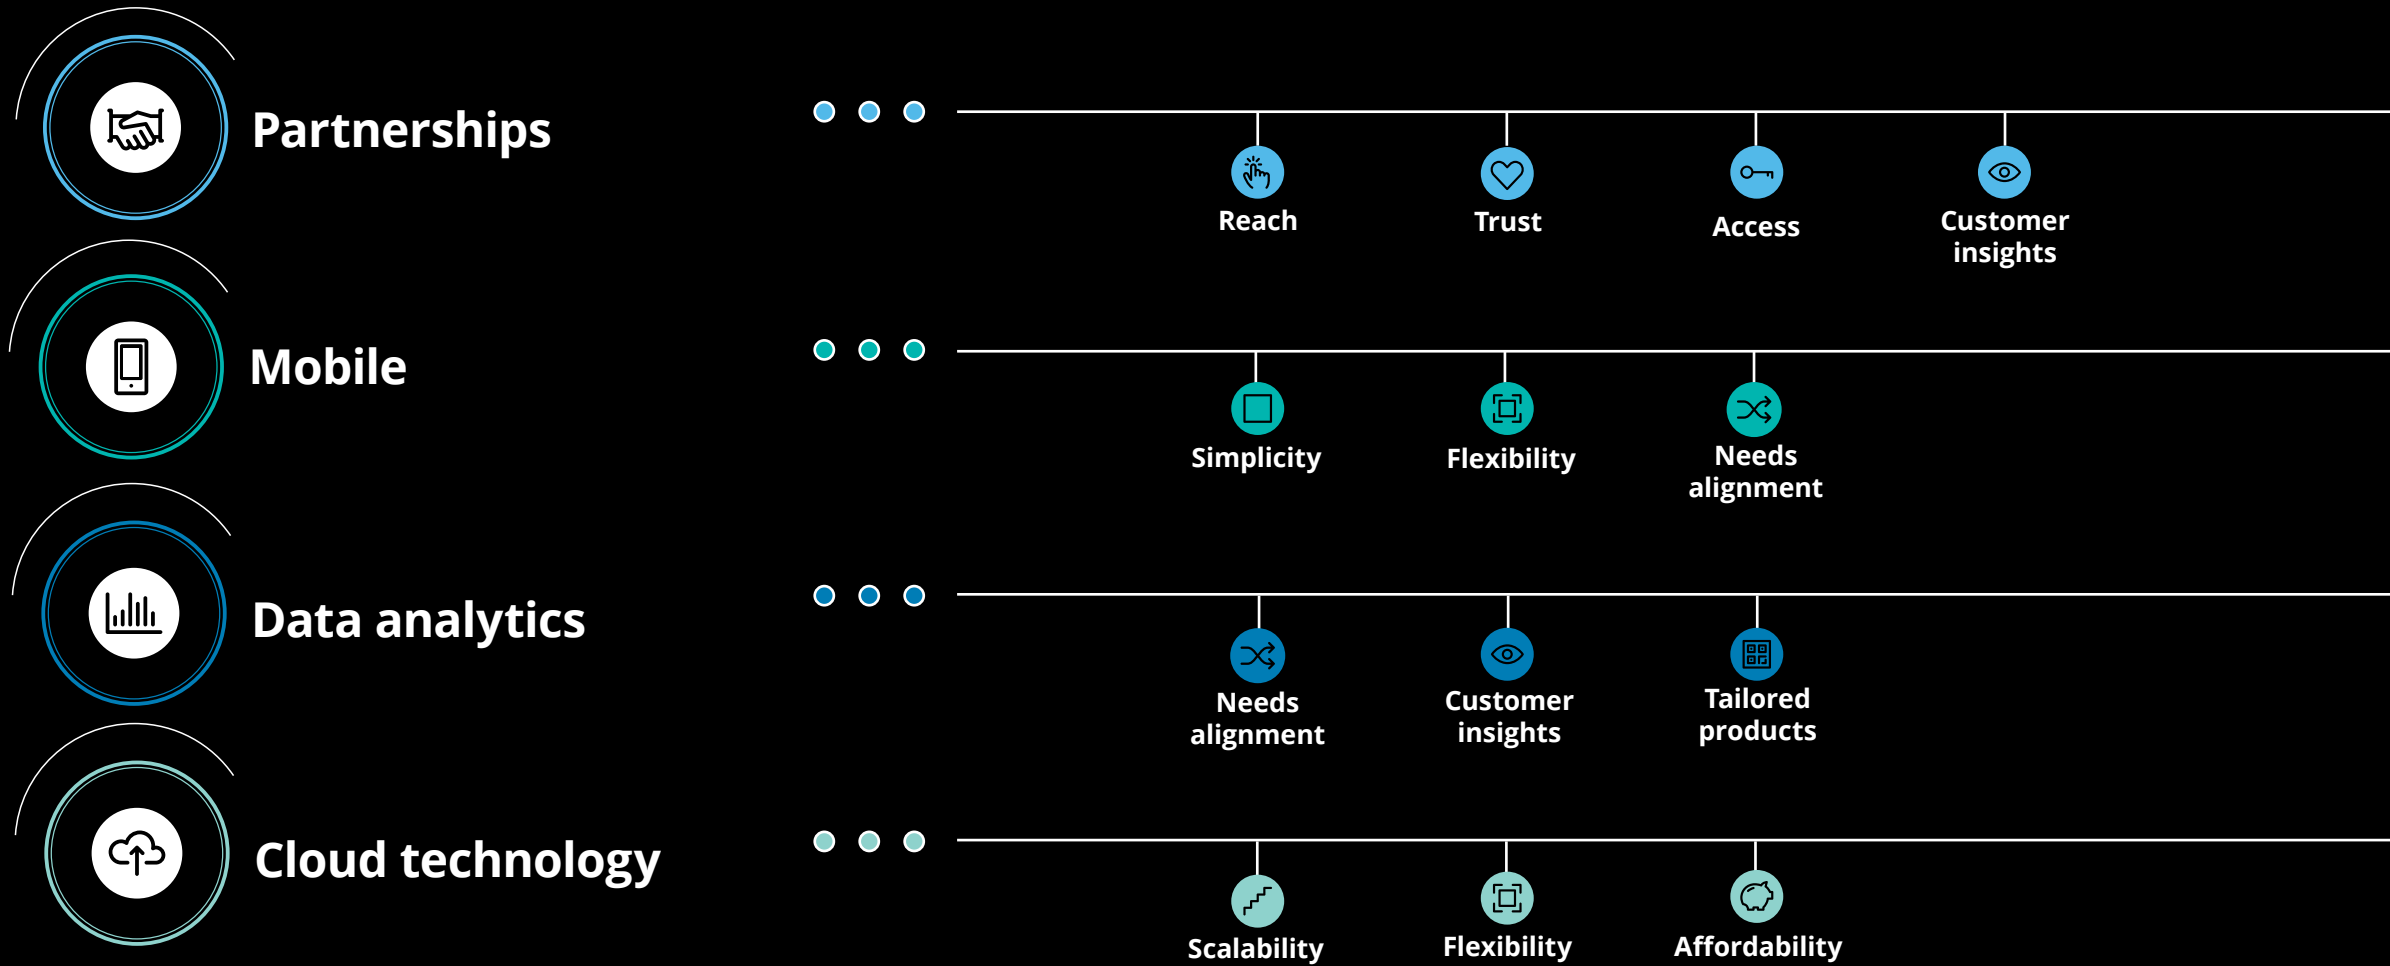 Partnerships
Reach
Trust
Access
Customer
insights
Mobile
Simplicity
Flexibility
Needs
alignment
Data analytics
Needs
alignment
Customer
insights
Tailored
products
Cloud technology
Scalability
Flexibility
Affordability